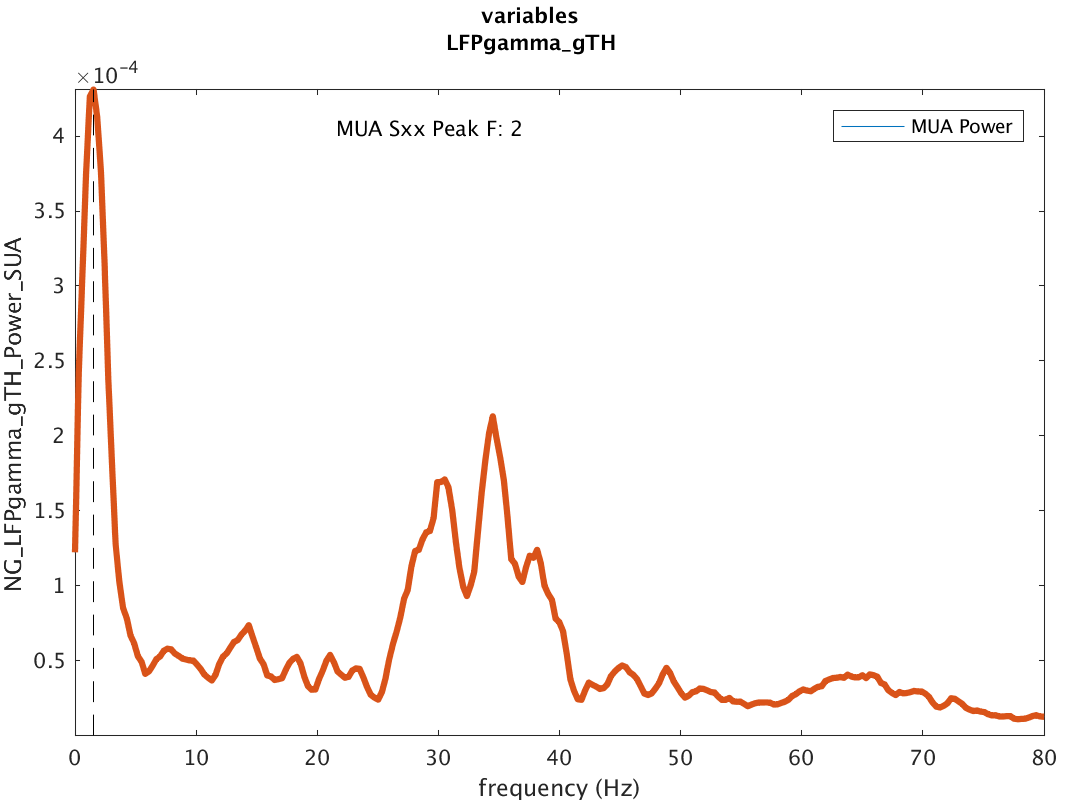 variables
LFPgamma_gTH
×10⁻⁴
MUA Sxx Peak F: 2
MUA Power
NG_LFPgamma_gTH_Power_SUA
4
3.5
3
2.5
2
1.5
1
0.5
0 10 20 30 40 50 60 70 80
frequency (Hz)